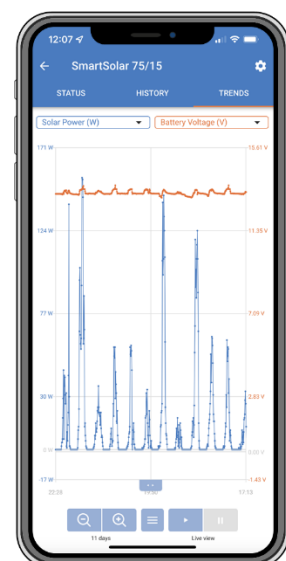 12:07
SmartSolar 75/15
STATUS HISTORY TRENDS
Solar Power (W) Battery Voltage (V)
171 W 15.61 V
124 W 11.35 V
77 W 7.09 V
30 W 2.83 V
0 W 0.00 V
-17 W -1.43 V
17:13
11 days Live view